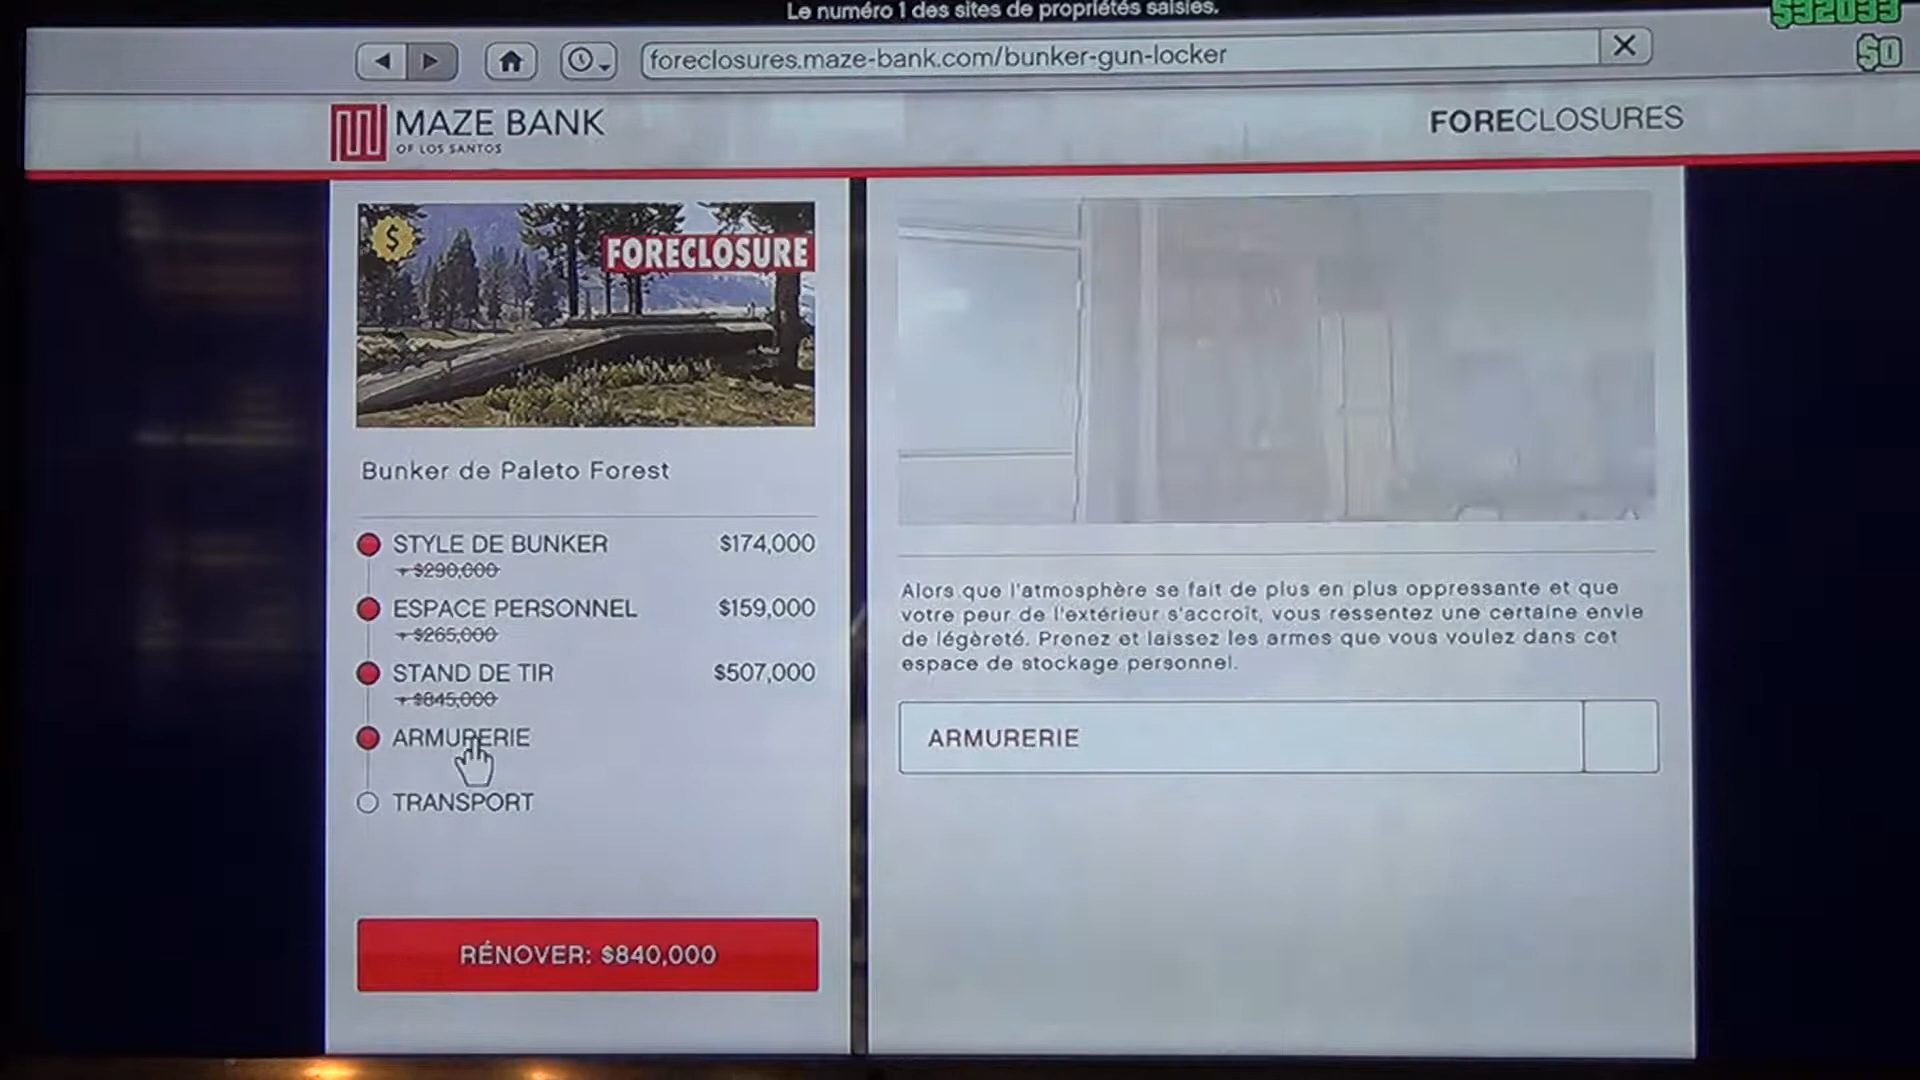 Le numéro 1 des sites de propriétés saisies.
$32033
$0
foreclosures.maze-bank.com/bunker-gun-locker
MAZE BANK
OF LOS SANTOS
FORECLOSURES
$
FORECLOSURE
Bunker de Paleto Forest
STYLE DE BUNKER $174,000
+ $290,000
ESPACE PERSONNEL $159,000
+ $265,000
STAND DE TIR $507,000
+ $845,000
ARMURERIE
TRANSPORT
RÉNOVER: $840,000
Alors que l'atmosphère se fait de plus en plus oppressante et que
votre peur de l'extérieur s'accroît, vous ressentez une certaine envie
de légèreté. Prenez et laissez les armes que vous voulez dans cet
espace de stockage personnel.
ARMURERIE